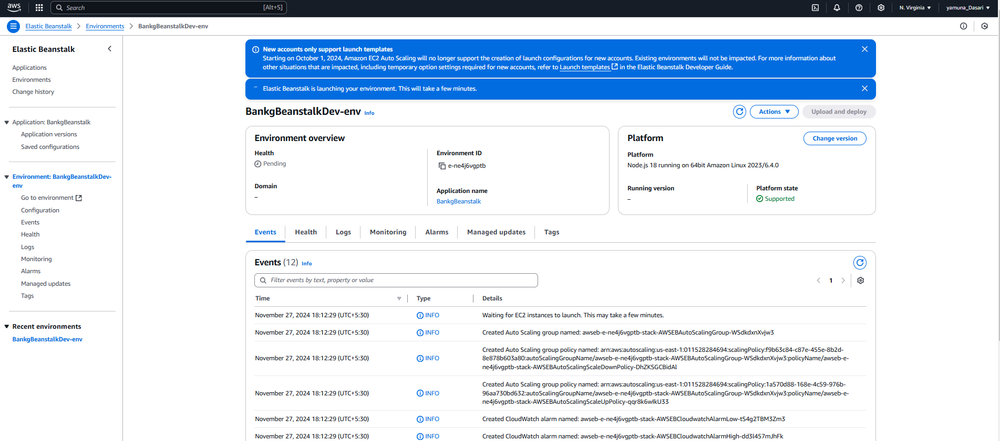 aws
Search
[Alt+S]
N. Virginia
yamuna_Dasari
Elastic Beanstalk
Environments
BankgBeanstalkDev-env
Elastic Beanstalk
Applications
Environments
Change history
Application: BankgBeanstalk
Application versions
Saved configurations
Environment: BankgBeanstalkDev-
env
Go to environment
Configuration
Events
Health
Logs
Monitoring
Alarms
Managed updates
Tags
Recent environments
BankgBeanstalkDev-env
New accounts only support launch templates
Starting on October 1, 2024, Amazon EC2 Auto Scaling will no longer support the creation of launch configurations for new accounts. Existing environments will not be impacted. For more information about
other situations that are impacted, including temporary option settings required for new accounts, refer to Launch templates in the Elastic Beanstalk Developer Guide.
Elastic Beanstalk is launching your environment. This will take a few minutes.
BankgBeanstalkDev-env Info
Actions
Upload and deploy
Environment overview
Health
Pending
Domain
–
Environment ID
e-ne4j6vgptb
Application name
BankgBeanstalk
Platform
Change version
Platform
Node.js 18 running on 64bit Amazon Linux 2023/6.4.0
Running version
–
Platform state
Supported
Events
Health
Logs
Monitoring
Alarms
Managed updates
Tags
Events (12) Info
Filter events by text, property or value
1
Time
Type
Details
November 27, 2024 18:12:29 (UTC+5:30)
INFO
Waiting for EC2 instances to launch. This may take a few minutes.
November 27, 2024 18:12:29 (UTC+5:30)
INFO
Created Auto Scaling group named: awseb-e-ne4j6vgptb-stack-AWSEBAutoScalingGroup-WSdkdxnXvjw3
November 27, 2024 18:12:29 (UTC+5:30)
INFO
Created Auto Scaling group policy named: arn:aws:autoscaling:us-east-1:011528284694:scalingPolicy:f9b63c84-c87e-455e-8b2d-
8e878b603a80:autoScalingGroupName/awseb-e-ne4j6vgptb-stack-AWSEBAutoScalingGroup-WSdkdxnXvjw3:policyName/awseb-e-
ne4j6vgptb-stack-AWSEBAutoScalingScaleDownPolicy-DhZKSGCBidAl
November 27, 2024 18:12:29 (UTC+5:30)
INFO
Created Auto Scaling group policy named: arn:aws:autoscaling:us-east-1:011528284694:scalingPolicy:1a570d88-168e-4c59-976b-
96aa730bd632:autoScalingGroupName/awseb-e-ne4j6vgptb-stack-AWSEBAutoScalingGroup-WSdkdxnXvjw3:policyName/awseb-e-
ne4j6vgptb-stack-AWSEBAutoScalingScaleUpPolicy-qqr8k6wIkU33
November 27, 2024 18:12:29 (UTC+5:30)
INFO
Created CloudWatch alarm named: awseb-e-ne4j6vgptb-stack-AWSEBCloudwatchAlarmLow-tS4g2TBM3Zm3
November 27, 2024 18:12:29 (UTC+5:30)
INFO
Created CloudWatch alarm named: awseb-e-ne4j6vgptb-stack-AWSEBCloudwatchAlarmHigh-dd3l457mJhFk